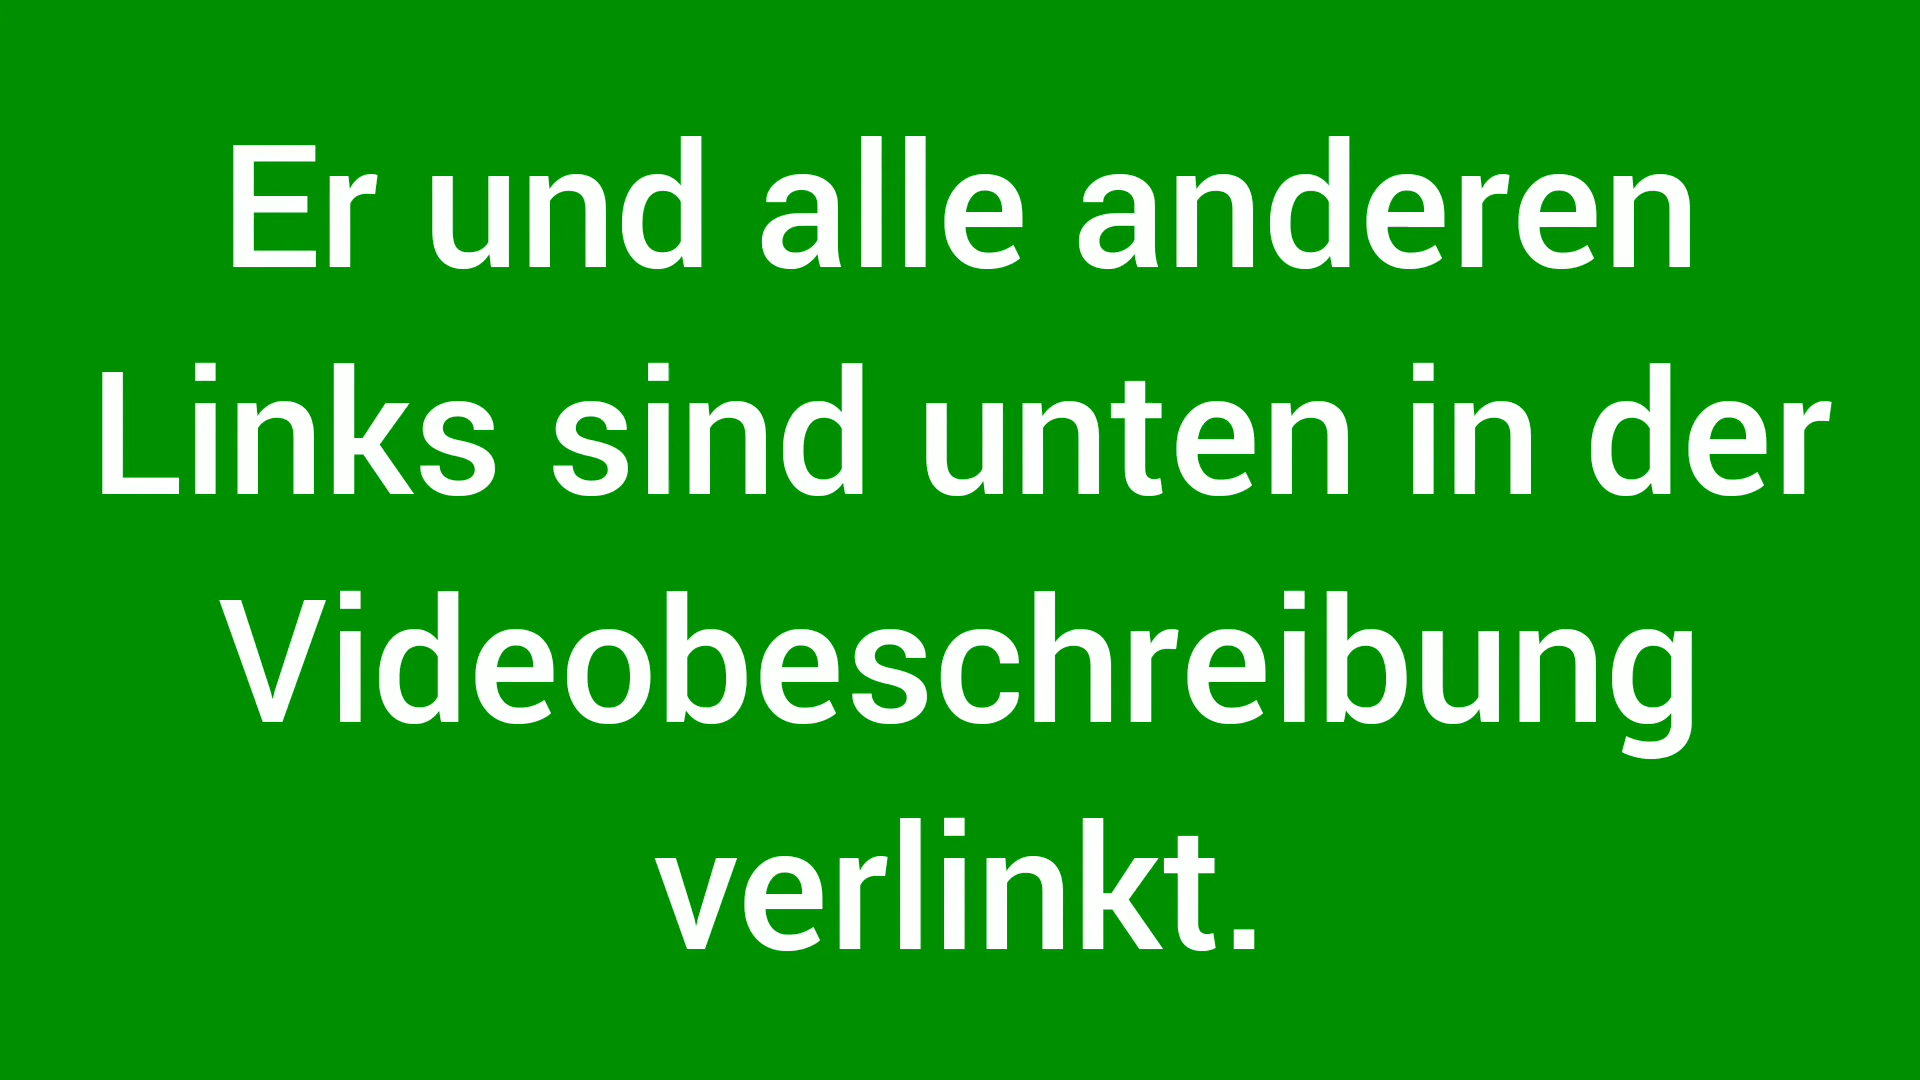 Er und alle anderen
Links sind unten in der
Videobeschreibung
verlinkt.